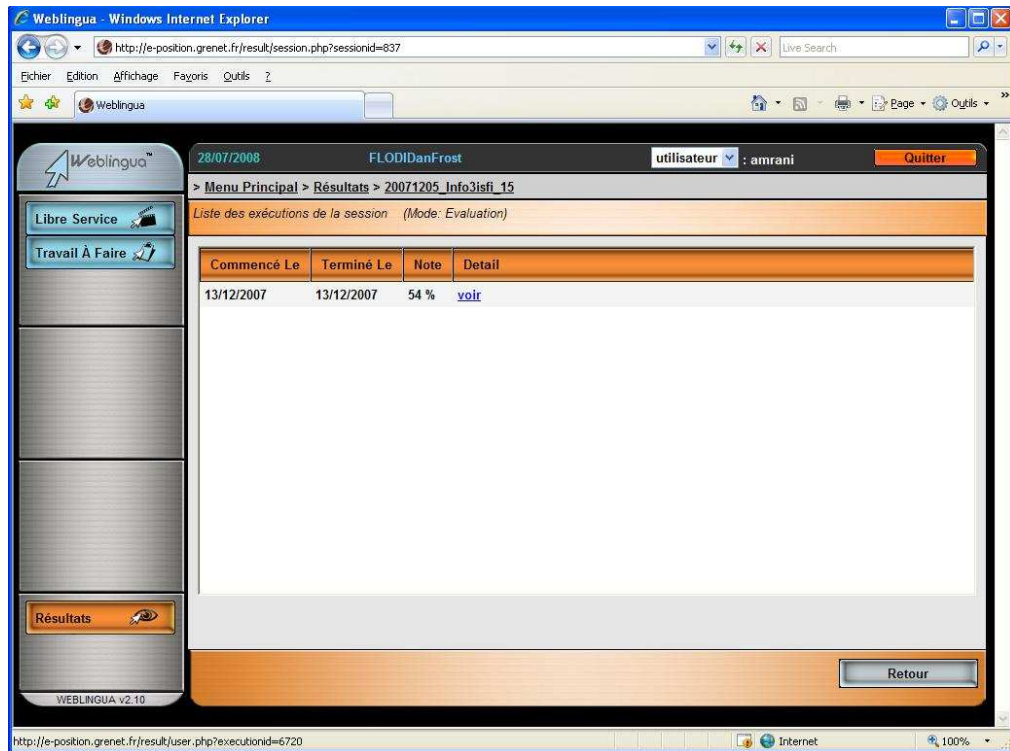 Weblingua - Windows Internet Explorer
http://e-position.grenet.fr/result/session.php?sessionid=837
Live Search
Eichier Edition Affichage Favoris Outils ?
Weblingua
Page Outils »
Weblingua™
28/07/2008 FLODIDanFrost utilisateur : amrani Quitter
> Menu Principal > Résultats > 20071205_Info3isfi_15
Libre Service
Liste des exécutions de la session (Mode: Evaluation)
Travail À Faire
Commencé Le Terminé Le Note Detail
13/12/2007 13/12/2007 54 % voir
Résultats
Retour
WEBLINGUA v2.10
http://e-position.grenet.fr/result/user.php?executionid=6720
Internet 100%